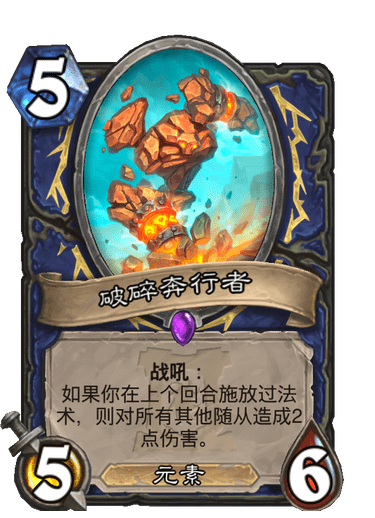 5
破碎奔行者
战吼：
如果你在上个回合施放过法
术，则对所有其他随从造成2
点伤害。
元素
5
6